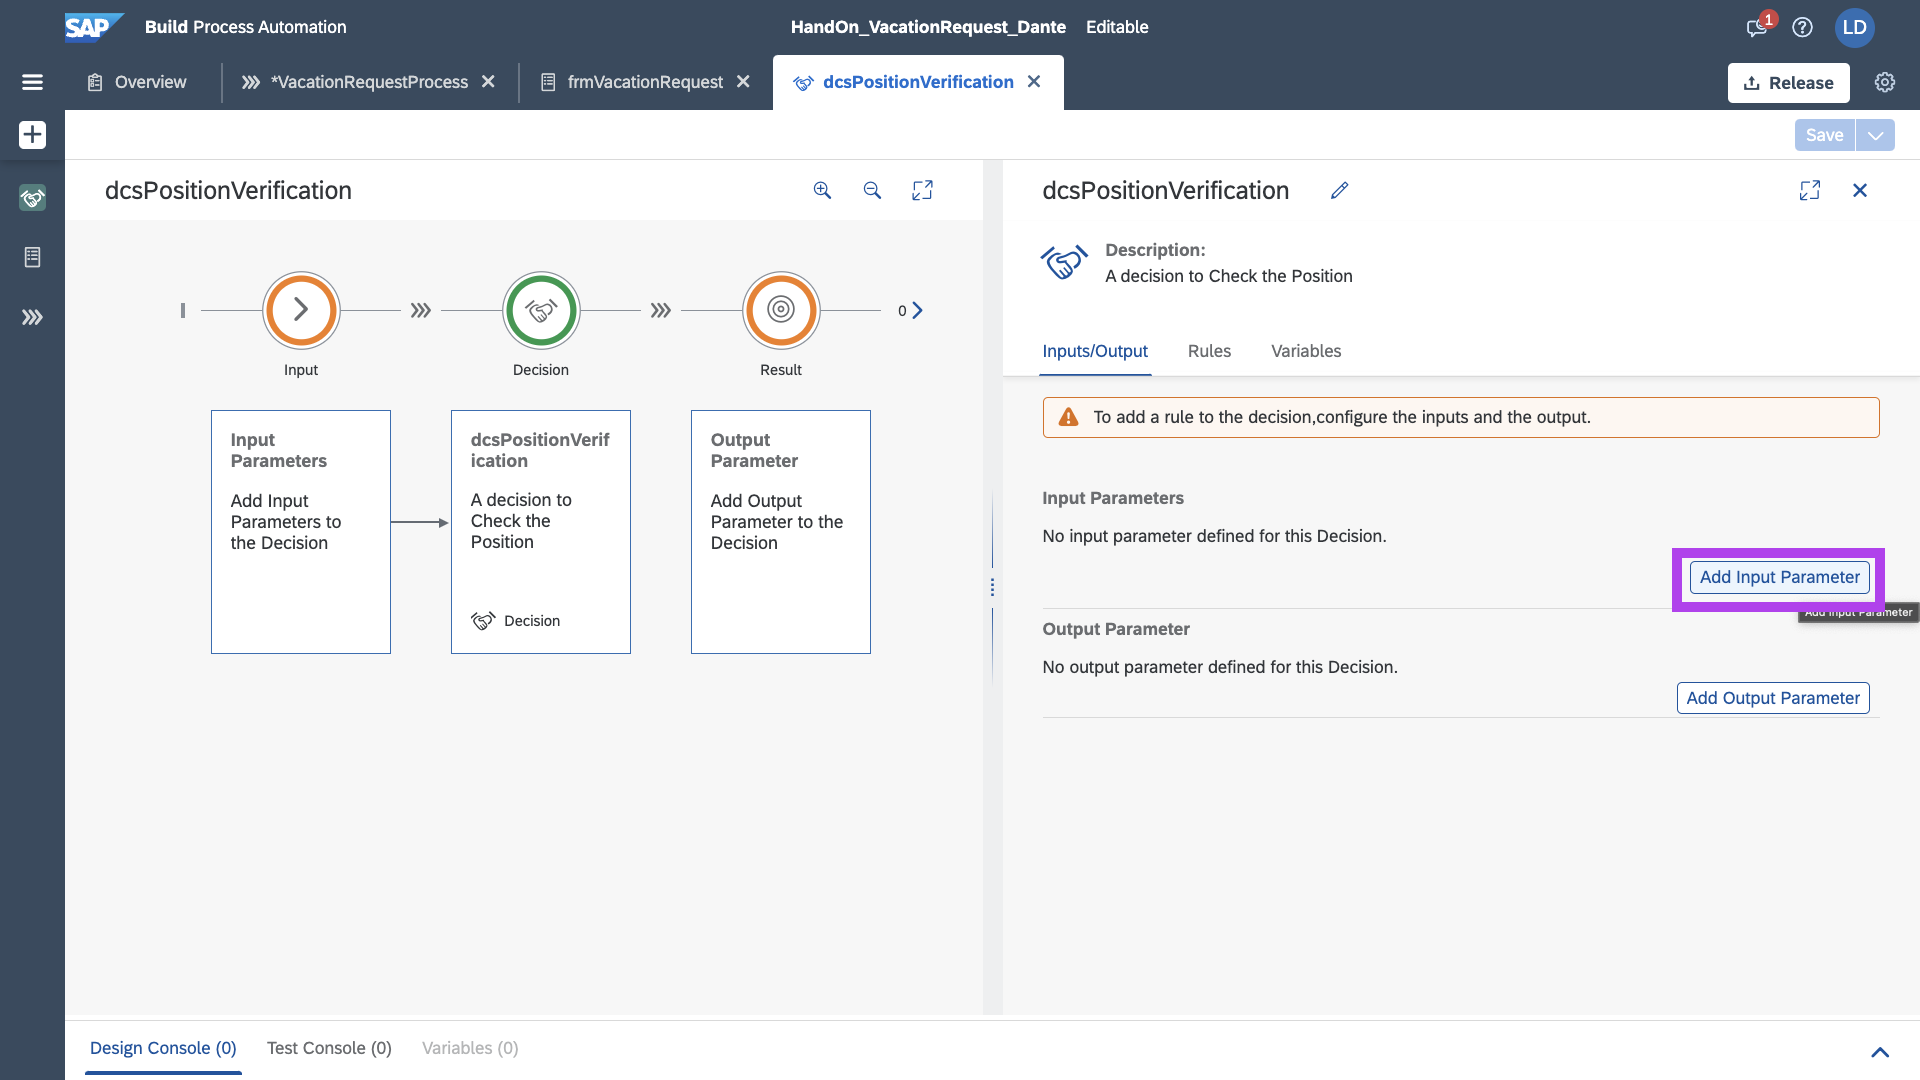 SAP Build Process Automation HandOn_VacationRequest_Dante Editable 1 LD
Overview *VacationRequestProcess frmVacationRequest dcsPositionVerification Release
Save
dcsPositionVerification
dcsPositionVerification
Description:
A decision to Check the Position
0
Input Decision Result
Inputs/Output Rules Variables
To add a rule to the decision,configure the inputs and the output.
Input
Parameters
Add Input
Parameters to
the Decision
dcsPositionVerif
ication
A decision to
Check the
Position
Decision
Output
Parameter
Add Output
Parameter to the
Decision
Input Parameters
No input parameter defined for this Decision.
Add Input Parameter
Add Input Parameter
Output Parameter
No output parameter defined for this Decision.
Add Output Parameter
Design Console (0) Test Console (0) Variables (0)